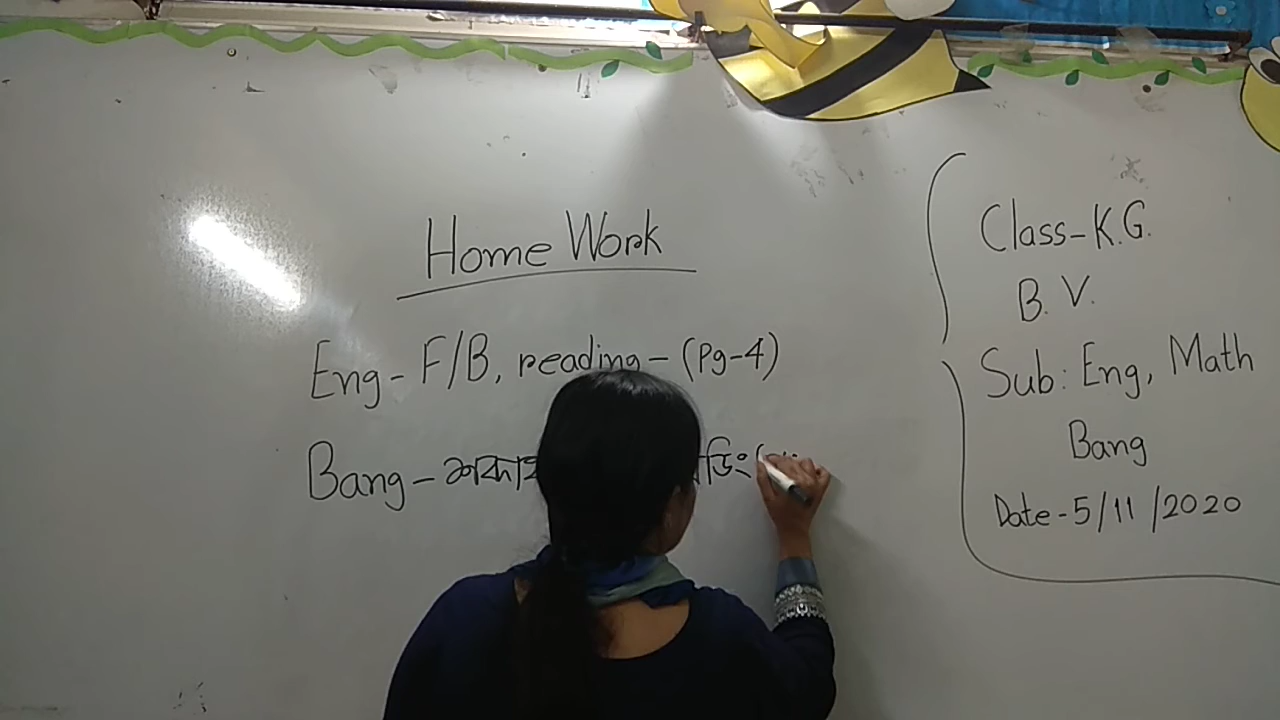 Home Work
Eng - F/B, reading - (Pg-4)
Bang -
Class - K.G.
B. V.
Sub: Eng, Math
Bang
Date - 5/11/2020